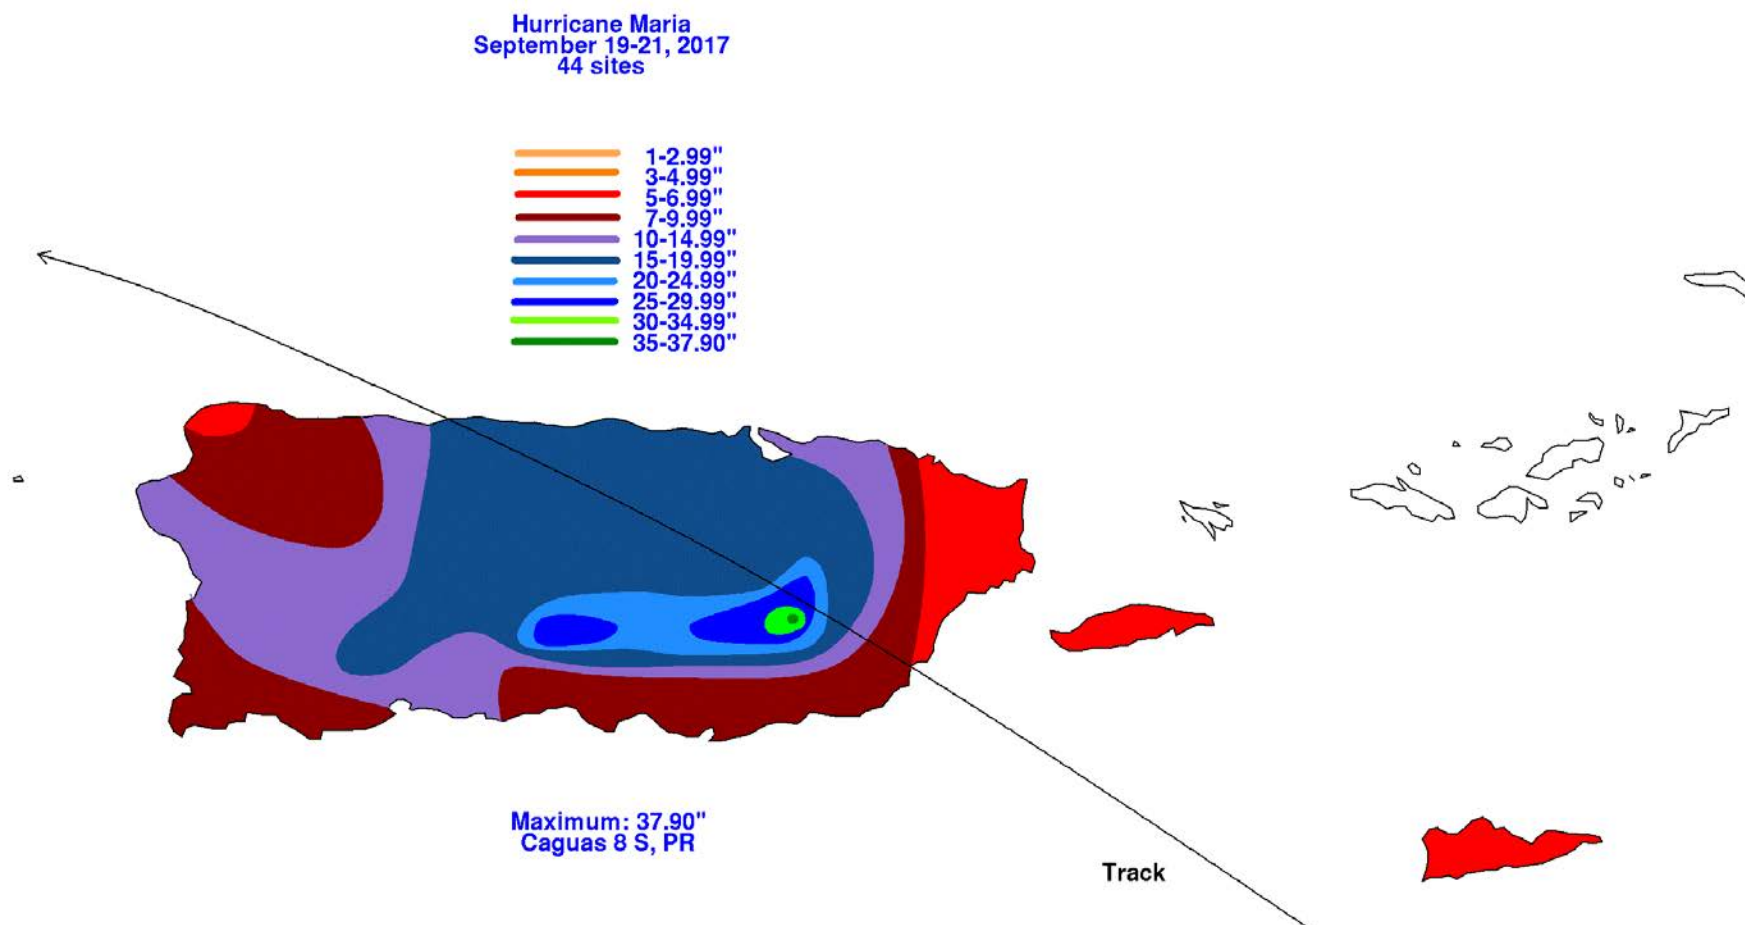 Hurricane Maria
September 19-21, 2017
44 sites
1-2.99"
3-4.99"
5-6.99"
7-9.99"
10-14.99"
15-19.99"
20-24.99"
25-29.99"
30-34.99"
35-37.90"
Maximum: 37.90"
Caguas 8 S, PR
Track